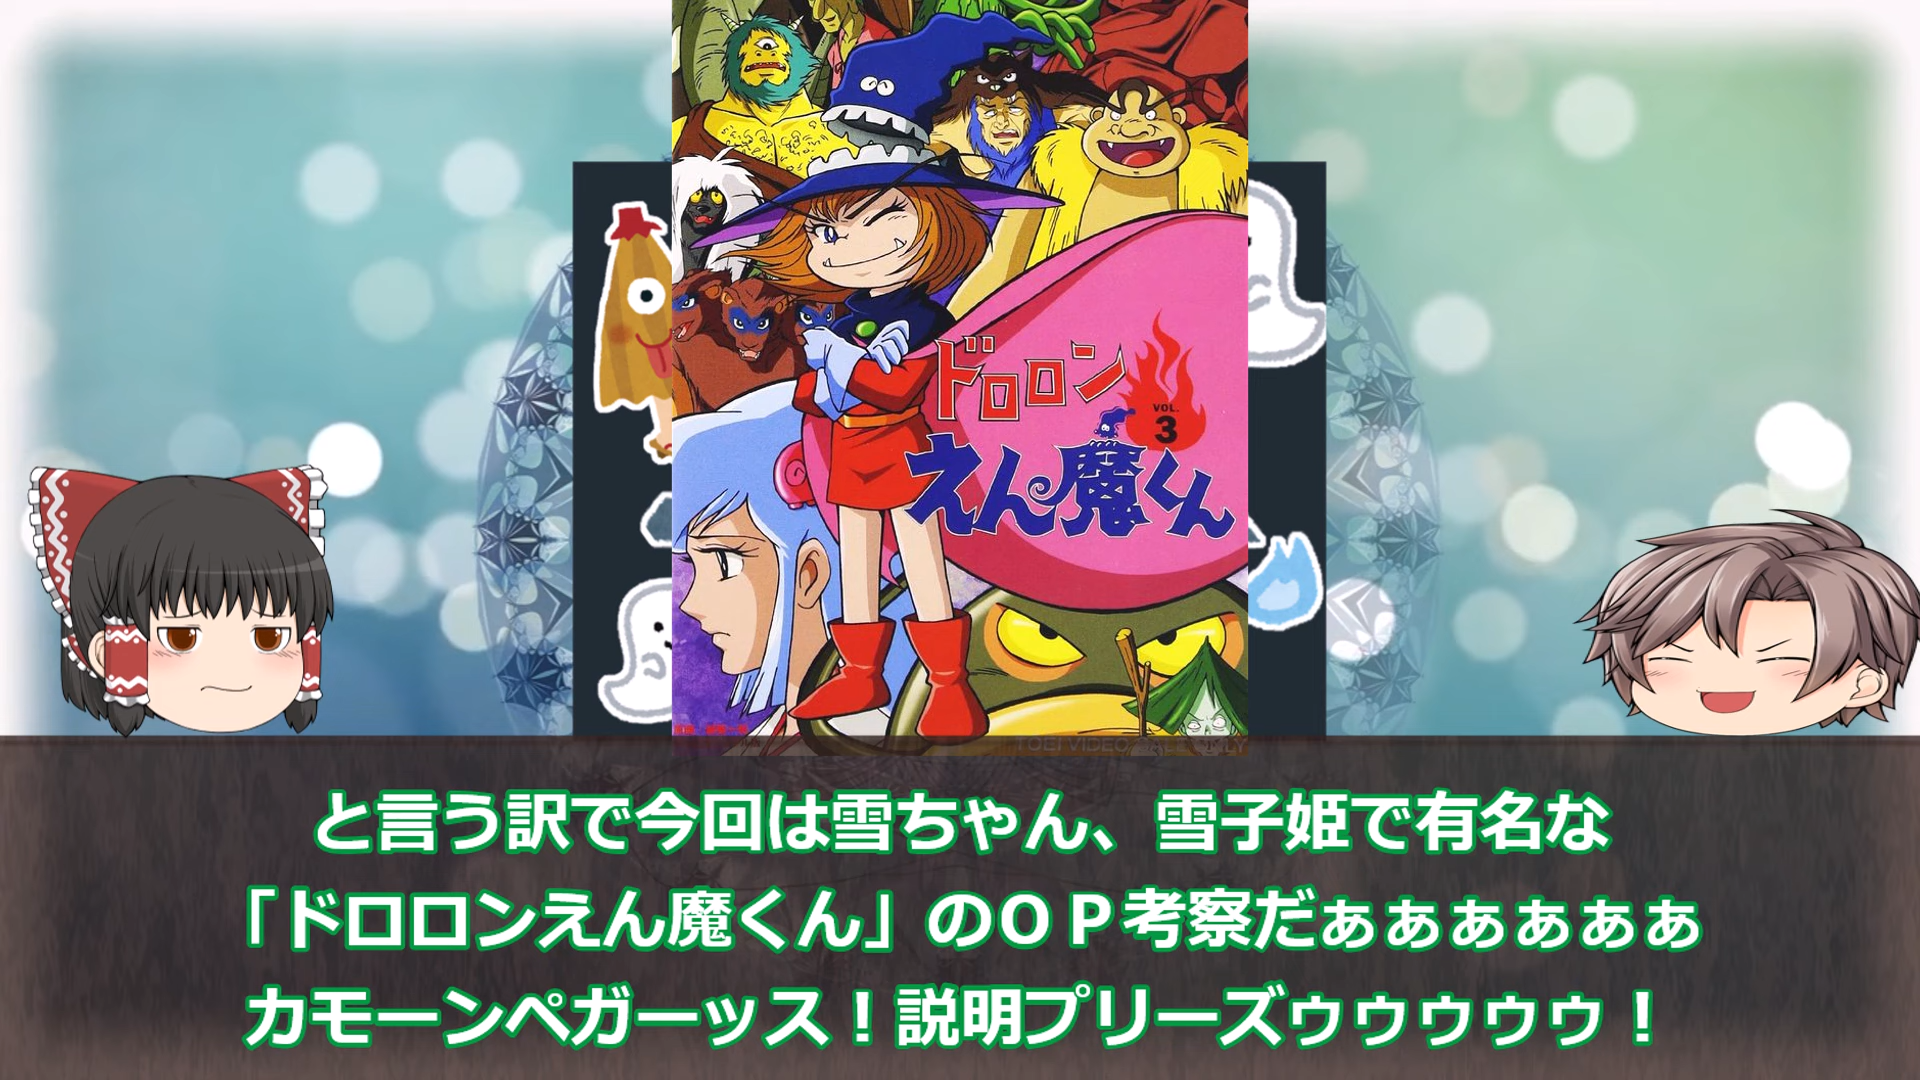 ドロロン
VOL.
3
えん魔くん
TOEI VIDEO
と言う訳で今回は雪ちゃん、雪子姫で有名な
「ドロロンえん魔くん」のＯＰ考察だぁぁぁぁぁぁ
カモーンペガーッス！説明プリーズゥゥゥゥゥ！